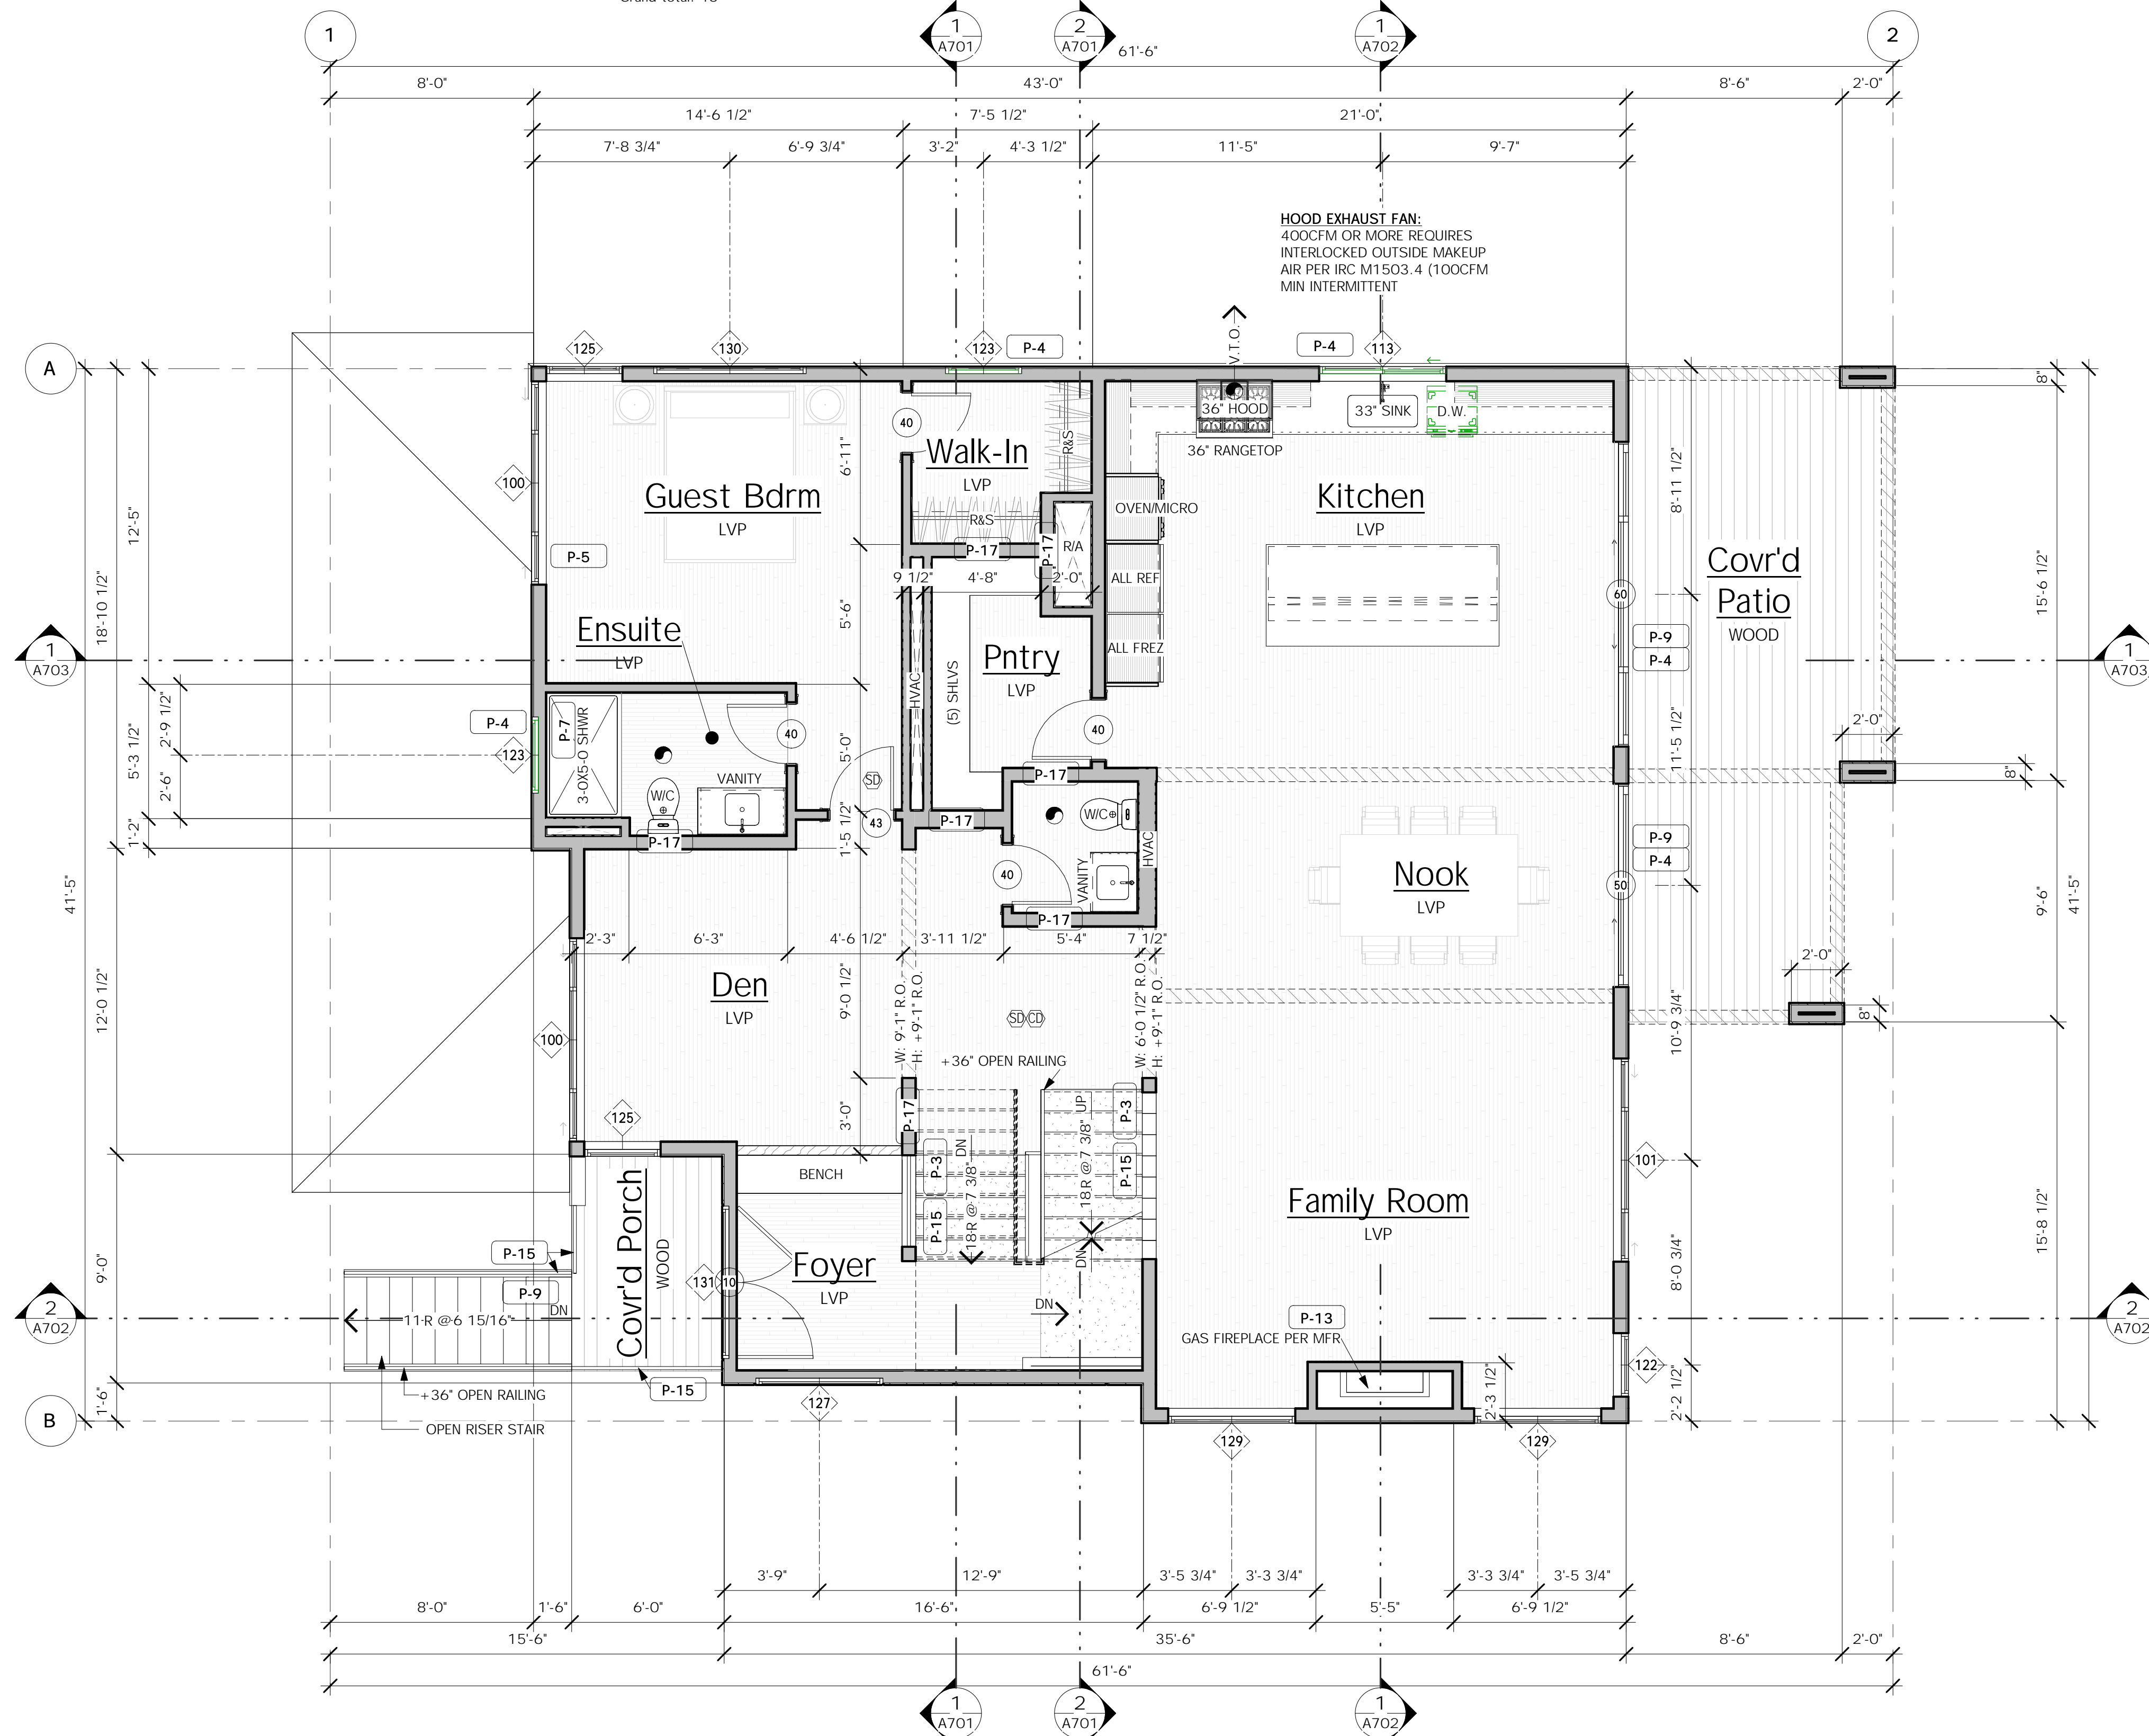 1
1
A701
2
A701
61'-6"
1
A702
2
8'-0"
43'-0"
8'-6"
2'-0"
14'-6 1/2"
7'-5 1/2"
21'-0"
7'-8 3/4"
6'-9 3/4"
3'-2"
4'-3 1/2"
11'-5"
9'-7"
HOOD EXHAUST FAN:
400CFM OR MORE REQUIRES
INTERLOCKED OUTSIDE MAKEUP
AIR PER IRC M1503.4 (100CFM
MIN INTERMITTENT
V.T.O.
A
125
130
123
P-4
P-4
113
8"
36" HOOD
33" SINK
D.W.
36" RANGETOP
40
Walk-In
LVP
R&S
R&S
6'-11"
100
Guest Bdrm
LVP
Kitchen
LVP
OVEN/MICRO
8'-11 1/2"
12'-5"
18'-10 1/2"
P-5
P-17
P-17
R/A
9 1/2"
4'-8"
2'-0"
ALL REF
Covr'd
Patio
WOOD
60
15'-6 1/2"
5'-6"
Ensuite
LVP
P-9
P-4
1
A703
1
A703
Pntry
LVP
ALL FREZ
HVAC
(5) SHLVS
2'-9 1/2"
5'-3 1/2"
2'-6"
1'-2"
P-4
123
P-7
3-0X5-0 SHWR
40
5'-0"
SD
40
11'-5 1/2"
2'-0"
8"
W/C
VANITY
P-17
43
1'-5 1/2"
P-17
P-17
W/C
HVAC
VANITY
40
P-17
P-9
P-4
50
Nook
LVP
41'-5"
9'-6"
41'-5"
2'-3"
6'-3"
4'-6 1/2"
3'-11 1/2"
5'-4"
7 1/2"
2'-0"
8"
Den
LVP
12'-0 1/2"
100
9'-0 1/2"
W: 9'-1" R.O.
H: +9'-1" R.O.
SD
CD
W: 6'-0 1/2" R.O.
H: +9'-1" R.O.
10'-9 3/4"
+36" OPEN RAILING
125
3'-0"
P-17
P-3
P-15
DN
18 R @ 7 3/8"
UP
18 R @ 7 3/8"
DN
P-3
P-15
101
BENCH
Family Room
LVP
15'-8 1/2"
8'-0 3/4"
Covr'd Porch
WOOD
P-15
P-9
DN
131
10
Foyer
LVP
DN
9'-0"
2
A702
11 R @ 6 15/16"
P-13
GAS FIREPLACE PER MFR
2
A702
122
2'-3 1/2"
2'-2 1/2"
1'-6"
+36" OPEN RAILING
P-15
127
B
OPEN RISER STAIR
129
129
3'-9"
12'-9"
3'-5 3/4"
3'-3 3/4"
3'-3 3/4"
3'-5 3/4"
8'-0"
1'-6"
6'-0"
16'-6"
6'-9 1/2"
5'-5"
6'-9 1/2"
15'-6"
35'-6"
8'-6"
2'-0"
61'-6"
1
A701
2
A701
1
A702